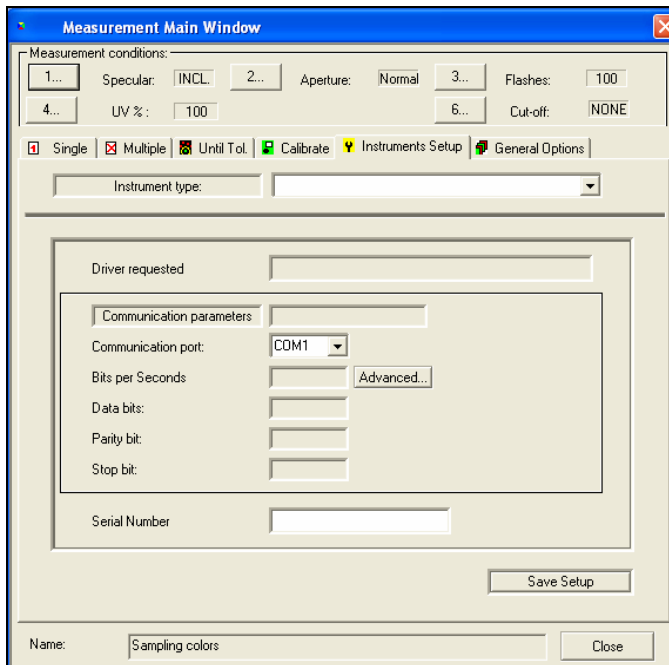 Measurement Main Window
Measurement conditions:
1... Specular: INCL. 2... Aperture: Normal 3... Flashes: 100
4... UV %: 100 6... Cut-off: NONE
Single Multiple Until Tol. Calibrate Instruments Setup General Options
Instrument type:
Driver requested
Communication parameters
Communication port: COM1
Bits per Seconds Advanced...
Data bits:
Parity bit:
Stop bit:
Serial Number
Save Setup
Name: Sampling colors Close